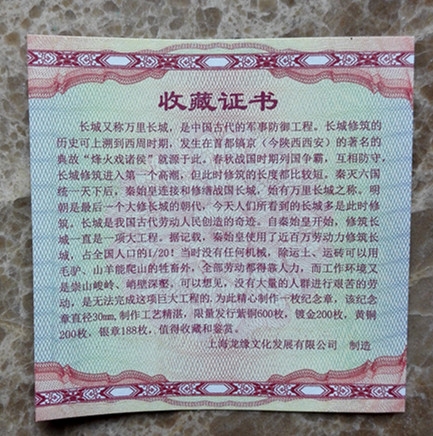 收藏证书
长城又称万里长城，是中国古代的军事防御工程。长城修筑的
历史可上溯到西周时期，发生在首都镐京（今陕西西安）的著名的
典故“烽火戏诸侯”就源于此。春秋战国时期列国争霸，互相防守，
长城修筑进入第一个高潮，但此时修筑的长度都比较短。秦灭六国
统一天下后，秦始皇连接和修缮战国长城，始有万里长城之称。明
朝是最后一个大修长城的朝代，今天人们所看到的长城多是此时修
筑。长城是我国古代劳动人民创造的奇迹。自秦始皇开始，修筑长
城一直是一项大工程。据记载，秦始皇使用了近百万劳动力修筑长
城，占全国人口的1/20！当时没有任何机械，除运土、运砖可以用
毛驴、山羊能爬山的牲畜外，全部劳动都得靠人力，而工作环境又
是崇山峻岭、峭壁深壑，可以想见，没有大量的人群进行艰苦的劳
动，是无法完成这项巨大工程的。为此精心制作一枚纪念章，该纪念
章直径30mm，制作工艺精湛，限量发行紫铜600枚，镀金200枚，黄铜
200枚，银章188枚，值得收藏和鉴赏。
上海龙缘文化发展有限公司 制造